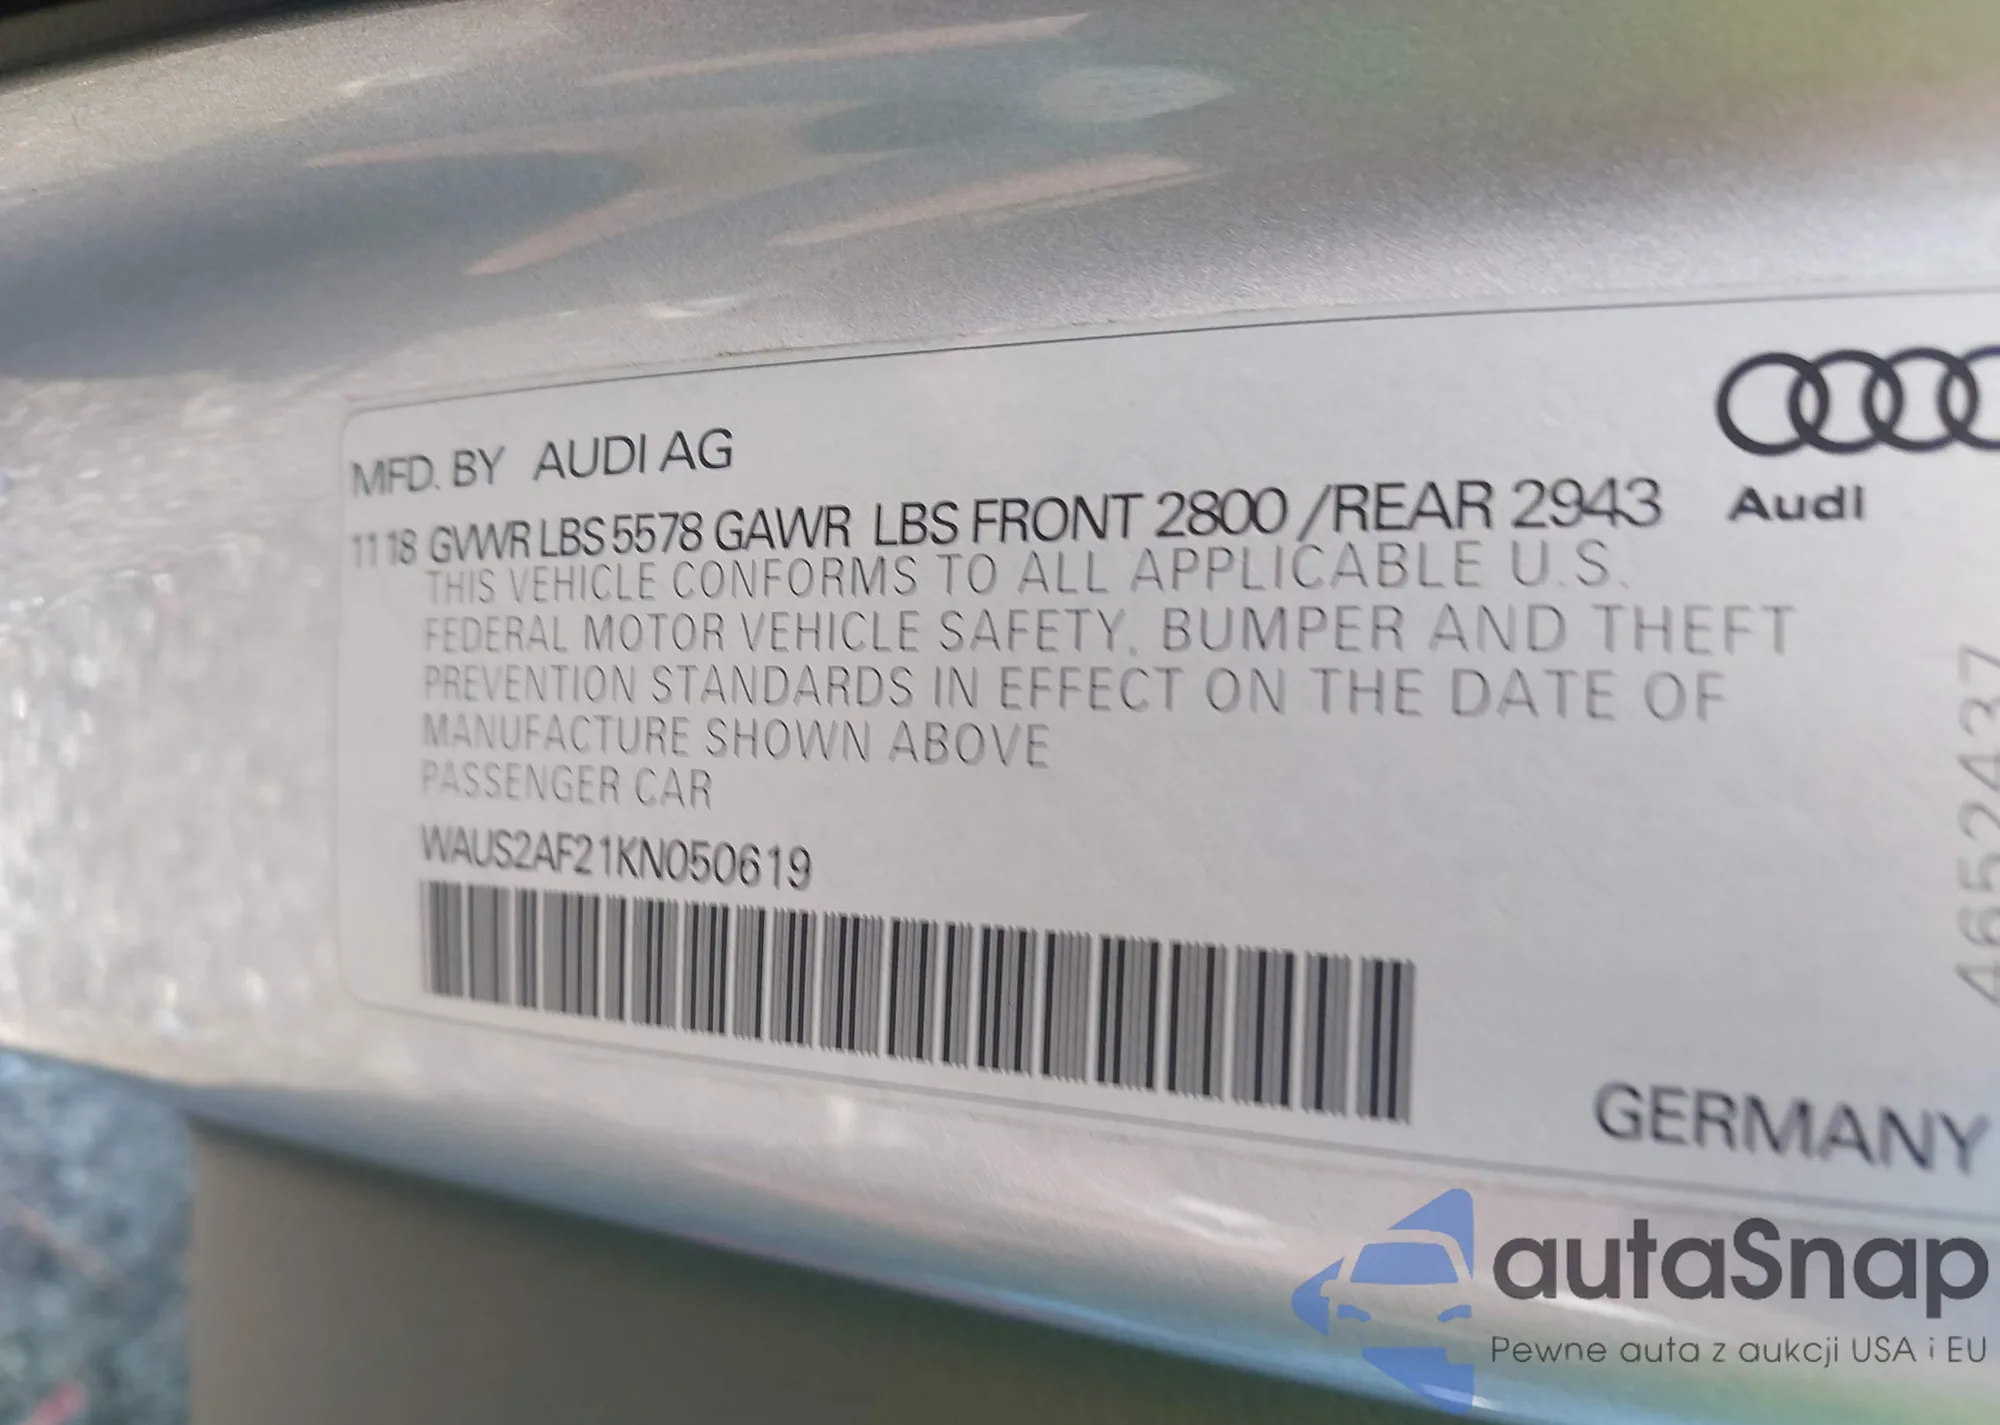 MFD. BY AUDI AG
11 18 GVWR LBS 5578 GAWR LBS FRONT 2800 /REAR 2943
Audi
THIS VEHICLE CONFORMS TO ALL APPLICABLE U.S.
FEDERAL MOTOR VEHICLE SAFETY, BUMPER AND THEFT
PREVENTION STANDARDS IN EFFECT ON THE DATE OF
MANUFACTURE SHOWN ABOVE
PASSENGER CAR
WAUS2AF21KN050619
4652437
GERMANY
autaSnap
Pewne auta z aukcji USA i EU